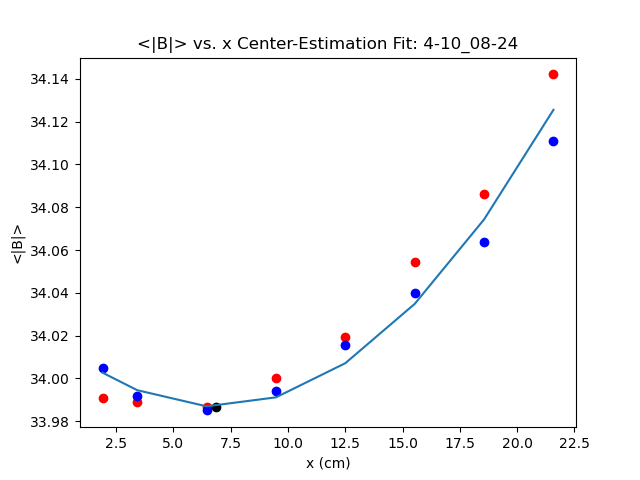 <|B|> vs. x Center-Estimation Fit: 4-10_08-24
<|B|>
34.14
34.12
34.10
34.08
34.06
34.04
34.02
34.00
33.98
2.5 5.0 7.5 10.0 12.5 15.0 17.5 20.0 22.5
x (cm)